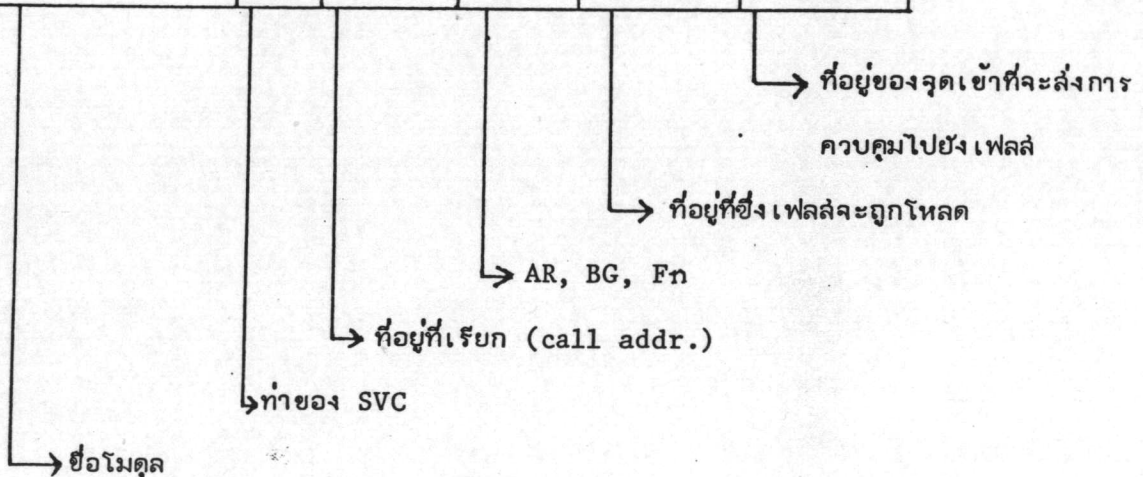 ที่อยู่ของจุดเข้าที่จะส่งการ
ควบคุมไปยังเฟลส์
ที่อยู่ที่ซึ่งเฟลส์จะถูกโหลด
AR, BG, Fn
ที่อยู่ที่เรียก (call addr.)
ท่าของ SVC
ชื่อโมดุล